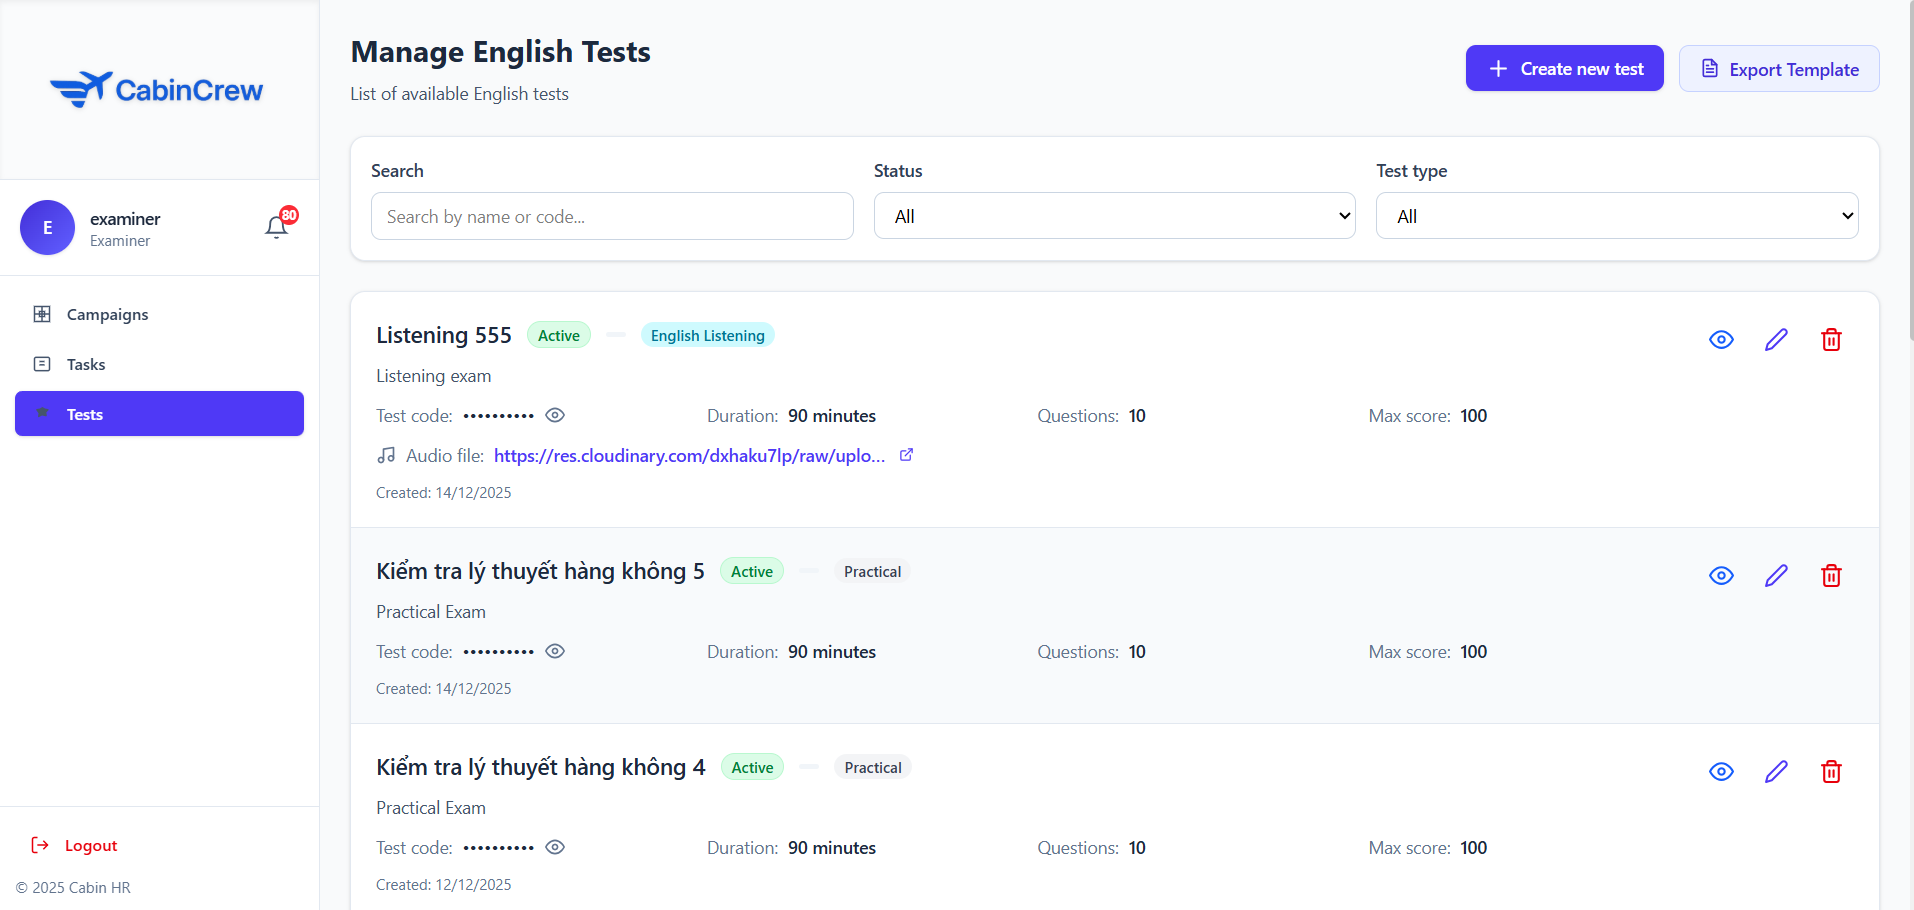 CabinCrew
E
examiner
Examiner
80
Campaigns
Tasks
Tests
Logout
© 2025 Cabin HR
Manage English Tests
List of available English tests
Create new test
Export Template
Search
Status
Test type
Search by name or code...
All
All
Listening 555 Active English Listening
Listening exam
Test code: •••••••••• Duration: 90 minutes Questions: 10 Max score: 100
Audio file: https://res.cloudinary.com/dxhaku7lp/raw/uplo...
Created: 14/12/2025
Kiểm tra lý thuyết hàng không 5 Active Practical
Practical Exam
Test code: •••••••••• Duration: 90 minutes Questions: 10 Max score: 100
Created: 14/12/2025
Kiểm tra lý thuyết hàng không 4 Active Practical
Practical Exam
Test code: •••••••••• Duration: 90 minutes Questions: 10 Max score: 100
Created: 12/12/2025